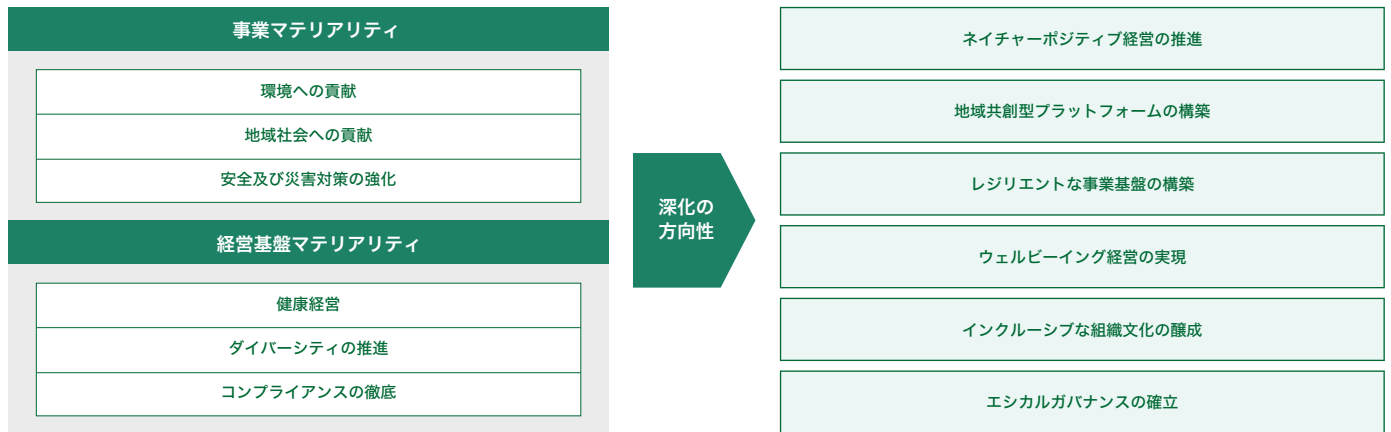 事業マテリアリティ
環境への貢献
地域社会への貢献
安全及び災害対策の強化
経営基盤マテリアリティ
健康経営
ダイバーシティの推進
コンプライアンスの徹底
深化の
方向性
ネイチャーポジティブ経営の推進
地域共創型プラットフォームの構築
レジリエントな事業基盤の構築
ウェルビーイング経営の実現
インクルーシブな組織文化の醸成
エシカルガバナンスの確立